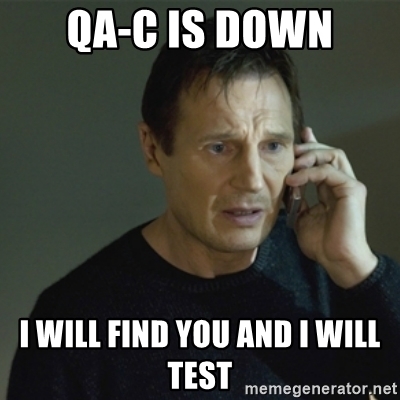 QA-C IS DOWN
I WILL FIND YOU AND I WILL
TEST
memegenerator.net